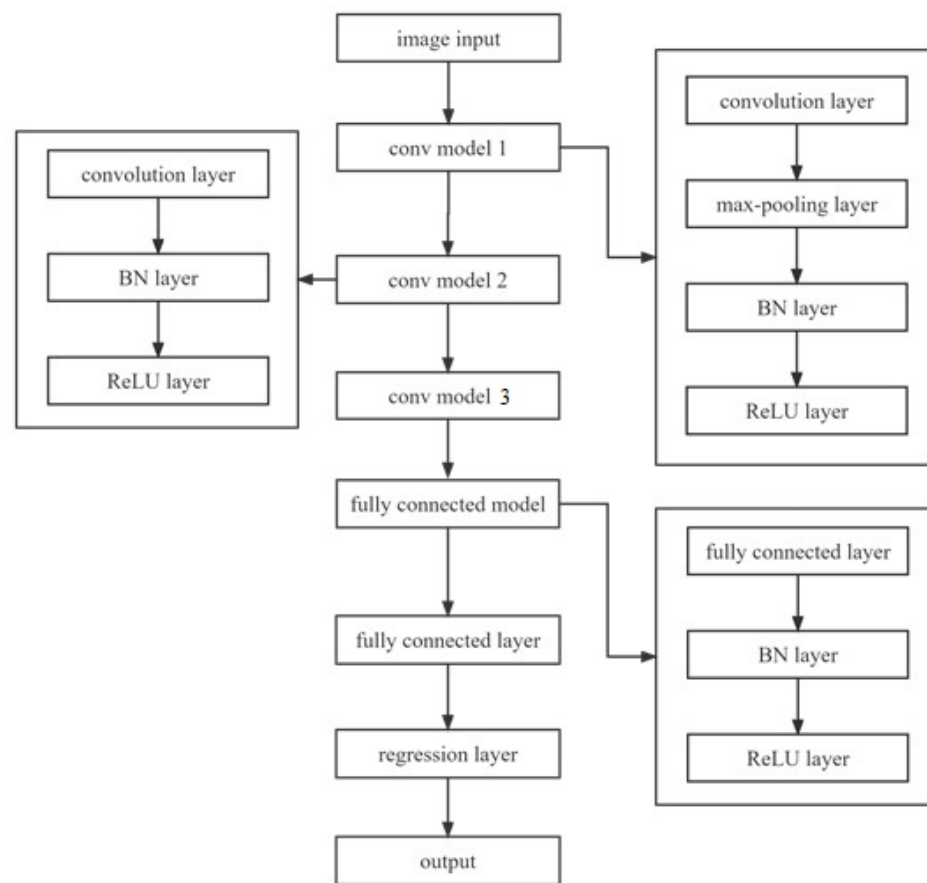 image input
conv model 1
conv model 2
conv model 3
fully connected model
fully connected layer
regression layer
output
convolution layer
BN layer
ReLU layer
convolution layer
max-pooling layer
BN layer
ReLU layer
fully connected layer
BN layer
ReLU layer